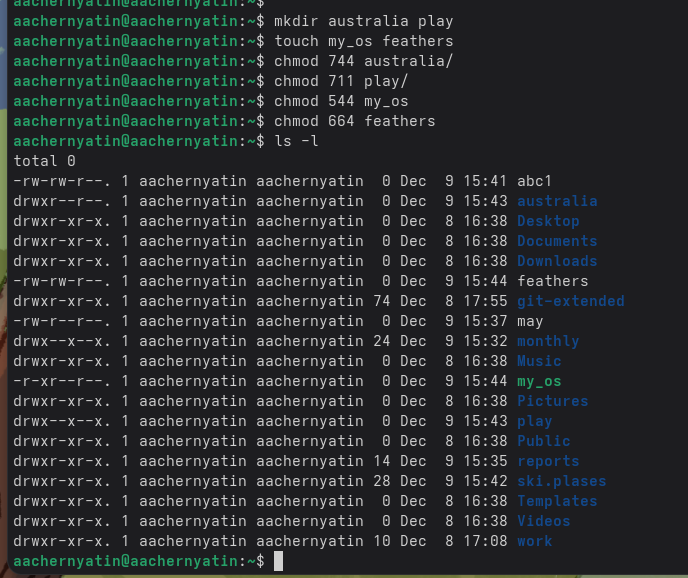 aachernyatin@aachernyatin:~$
aachernyatin@aachernyatin:~$ mkdir australia play
aachernyatin@aachernyatin:~$ touch my_os feathers
aachernyatin@aachernyatin:~$ chmod 744 australia/
aachernyatin@aachernyatin:~$ chmod 711 play/
aachernyatin@aachernyatin:~$ chmod 544 my_os
aachernyatin@aachernyatin:~$ chmod 664 feathers
aachernyatin@aachernyatin:~$ ls -l
total 0
-rw-rw-r--. 1 aachernyatin aachernyatin  0 Dec  9 15:41 abc1
drwxr--r--. 1 aachernyatin aachernyatin  0 Dec  9 15:43 australia
drwxr-xr-x. 1 aachernyatin aachernyatin  0 Dec  8 16:38 Desktop
drwxr-xr-x. 1 aachernyatin aachernyatin  0 Dec  8 16:38 Documents
drwxr-xr-x. 1 aachernyatin aachernyatin  0 Dec  8 16:38 Downloads
-rw-rw-r--. 1 aachernyatin aachernyatin  0 Dec  9 15:44 feathers
drwxr-xr-x. 1 aachernyatin aachernyatin 74 Dec  8 17:55 git-extended
-rw-r--r--. 1 aachernyatin aachernyatin  0 Dec  9 15:37 may
drwx--x--x. 1 aachernyatin aachernyatin 24 Dec  9 15:32 monthly
drwxr-xr-x. 1 aachernyatin aachernyatin  0 Dec  8 16:38 Music
-r-xr--r--. 1 aachernyatin aachernyatin  0 Dec  9 15:44 my_os
drwxr-xr-x. 1 aachernyatin aachernyatin  0 Dec  8 16:38 Pictures
drwx--x--x. 1 aachernyatin aachernyatin  0 Dec  9 15:43 play
drwxr-xr-x. 1 aachernyatin aachernyatin  0 Dec  8 16:38 Public
drwxr-xr-x. 1 aachernyatin aachernyatin 14 Dec  9 15:35 reports
drwxr-xr-x. 1 aachernyatin aachernyatin 28 Dec  9 15:42 ski.plases
drwxr-xr-x. 1 aachernyatin aachernyatin  0 Dec  8 16:38 Templates
drwxr-xr-x. 1 aachernyatin aachernyatin  0 Dec  8 16:38 Videos
drwxr-xr-x. 1 aachernyatin aachernyatin 10 Dec  8 17:08 work
aachernyatin@aachernyatin:~$